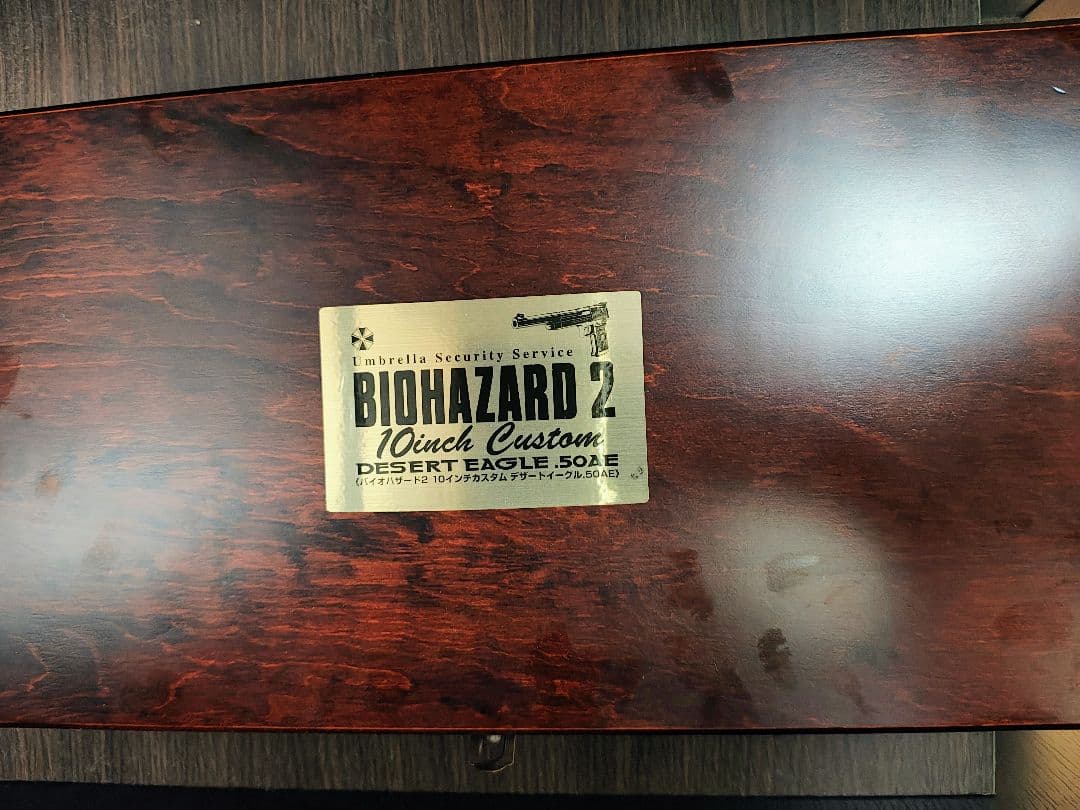 Umbrella Security Service
BIOHAZARD 2
10inch Custom
DESERT EAGLE .50AE
(バイオハザード2 10インチカスタム デザートイーグル.50AE)